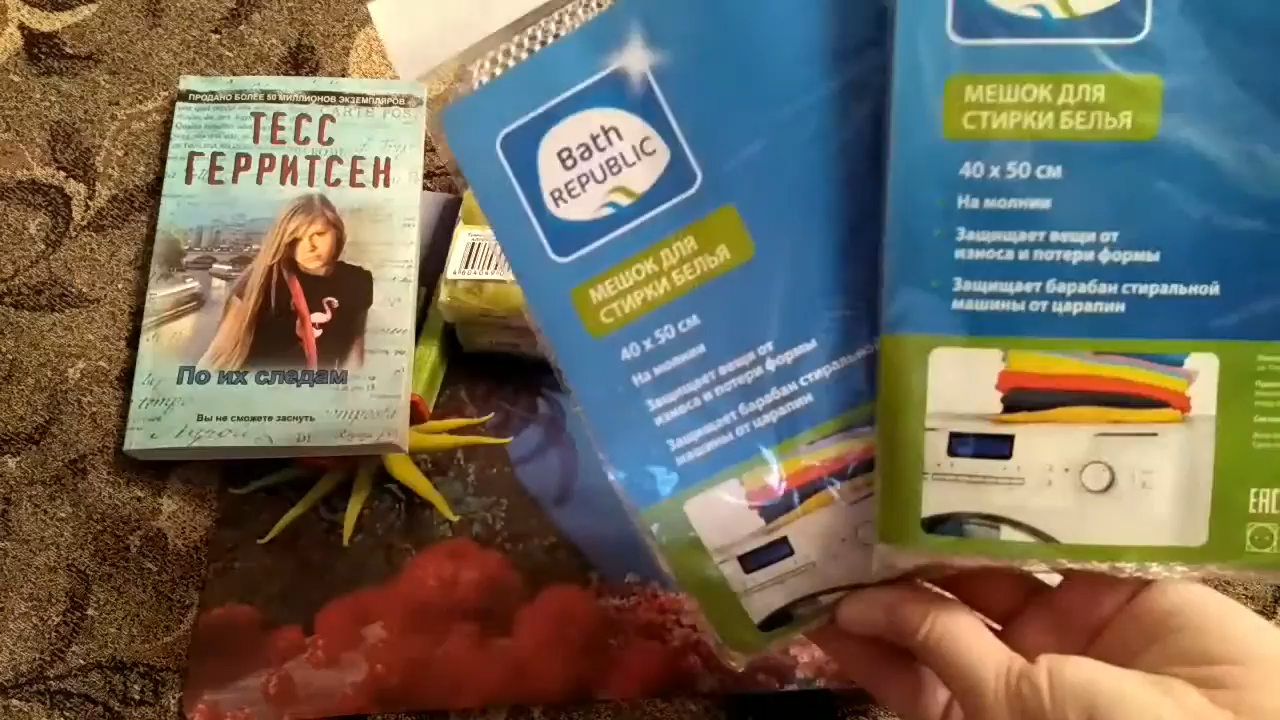 ПРОДАНО БОЛЕЕ 50 МИЛЛИОНОВ ЭКЗЕМПЛЯРОВ
CARTE POS
ТЕСС
ГЕРРИТСЕН
По их следам
Вы не сможете заснуть
Bath
REPUBLIC
МЕШОК ДЛЯ
СТИРКИ БЕЛЬЯ
40 х 50 см
На молнии
Защищает вещи от
износа и потери формы
Защищает барабан стиральной
машины от царапин
МЕШОК ДЛЯ
СТИРКИ БЕЛЬЯ
40 х 50 см
На молнии
Защищает вещи от
износа и потери формы
Защищает барабан стиральной
машины от царапин
EAC